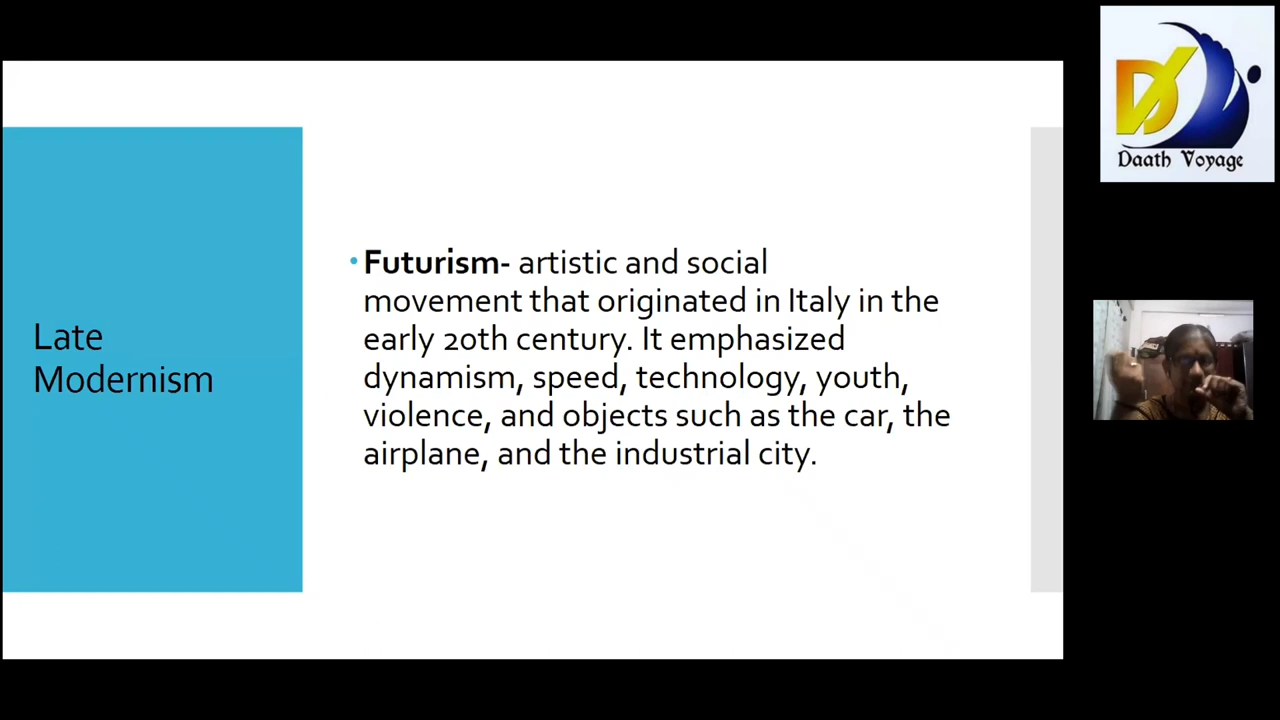 Late
Modernism
Futurism- artistic and social
movement that originated in Italy in the
early 20th century. It emphasized
dynamism, speed, technology, youth,
violence, and objects such as the car, the
airplane, and the industrial city.
D
Daath Voyage